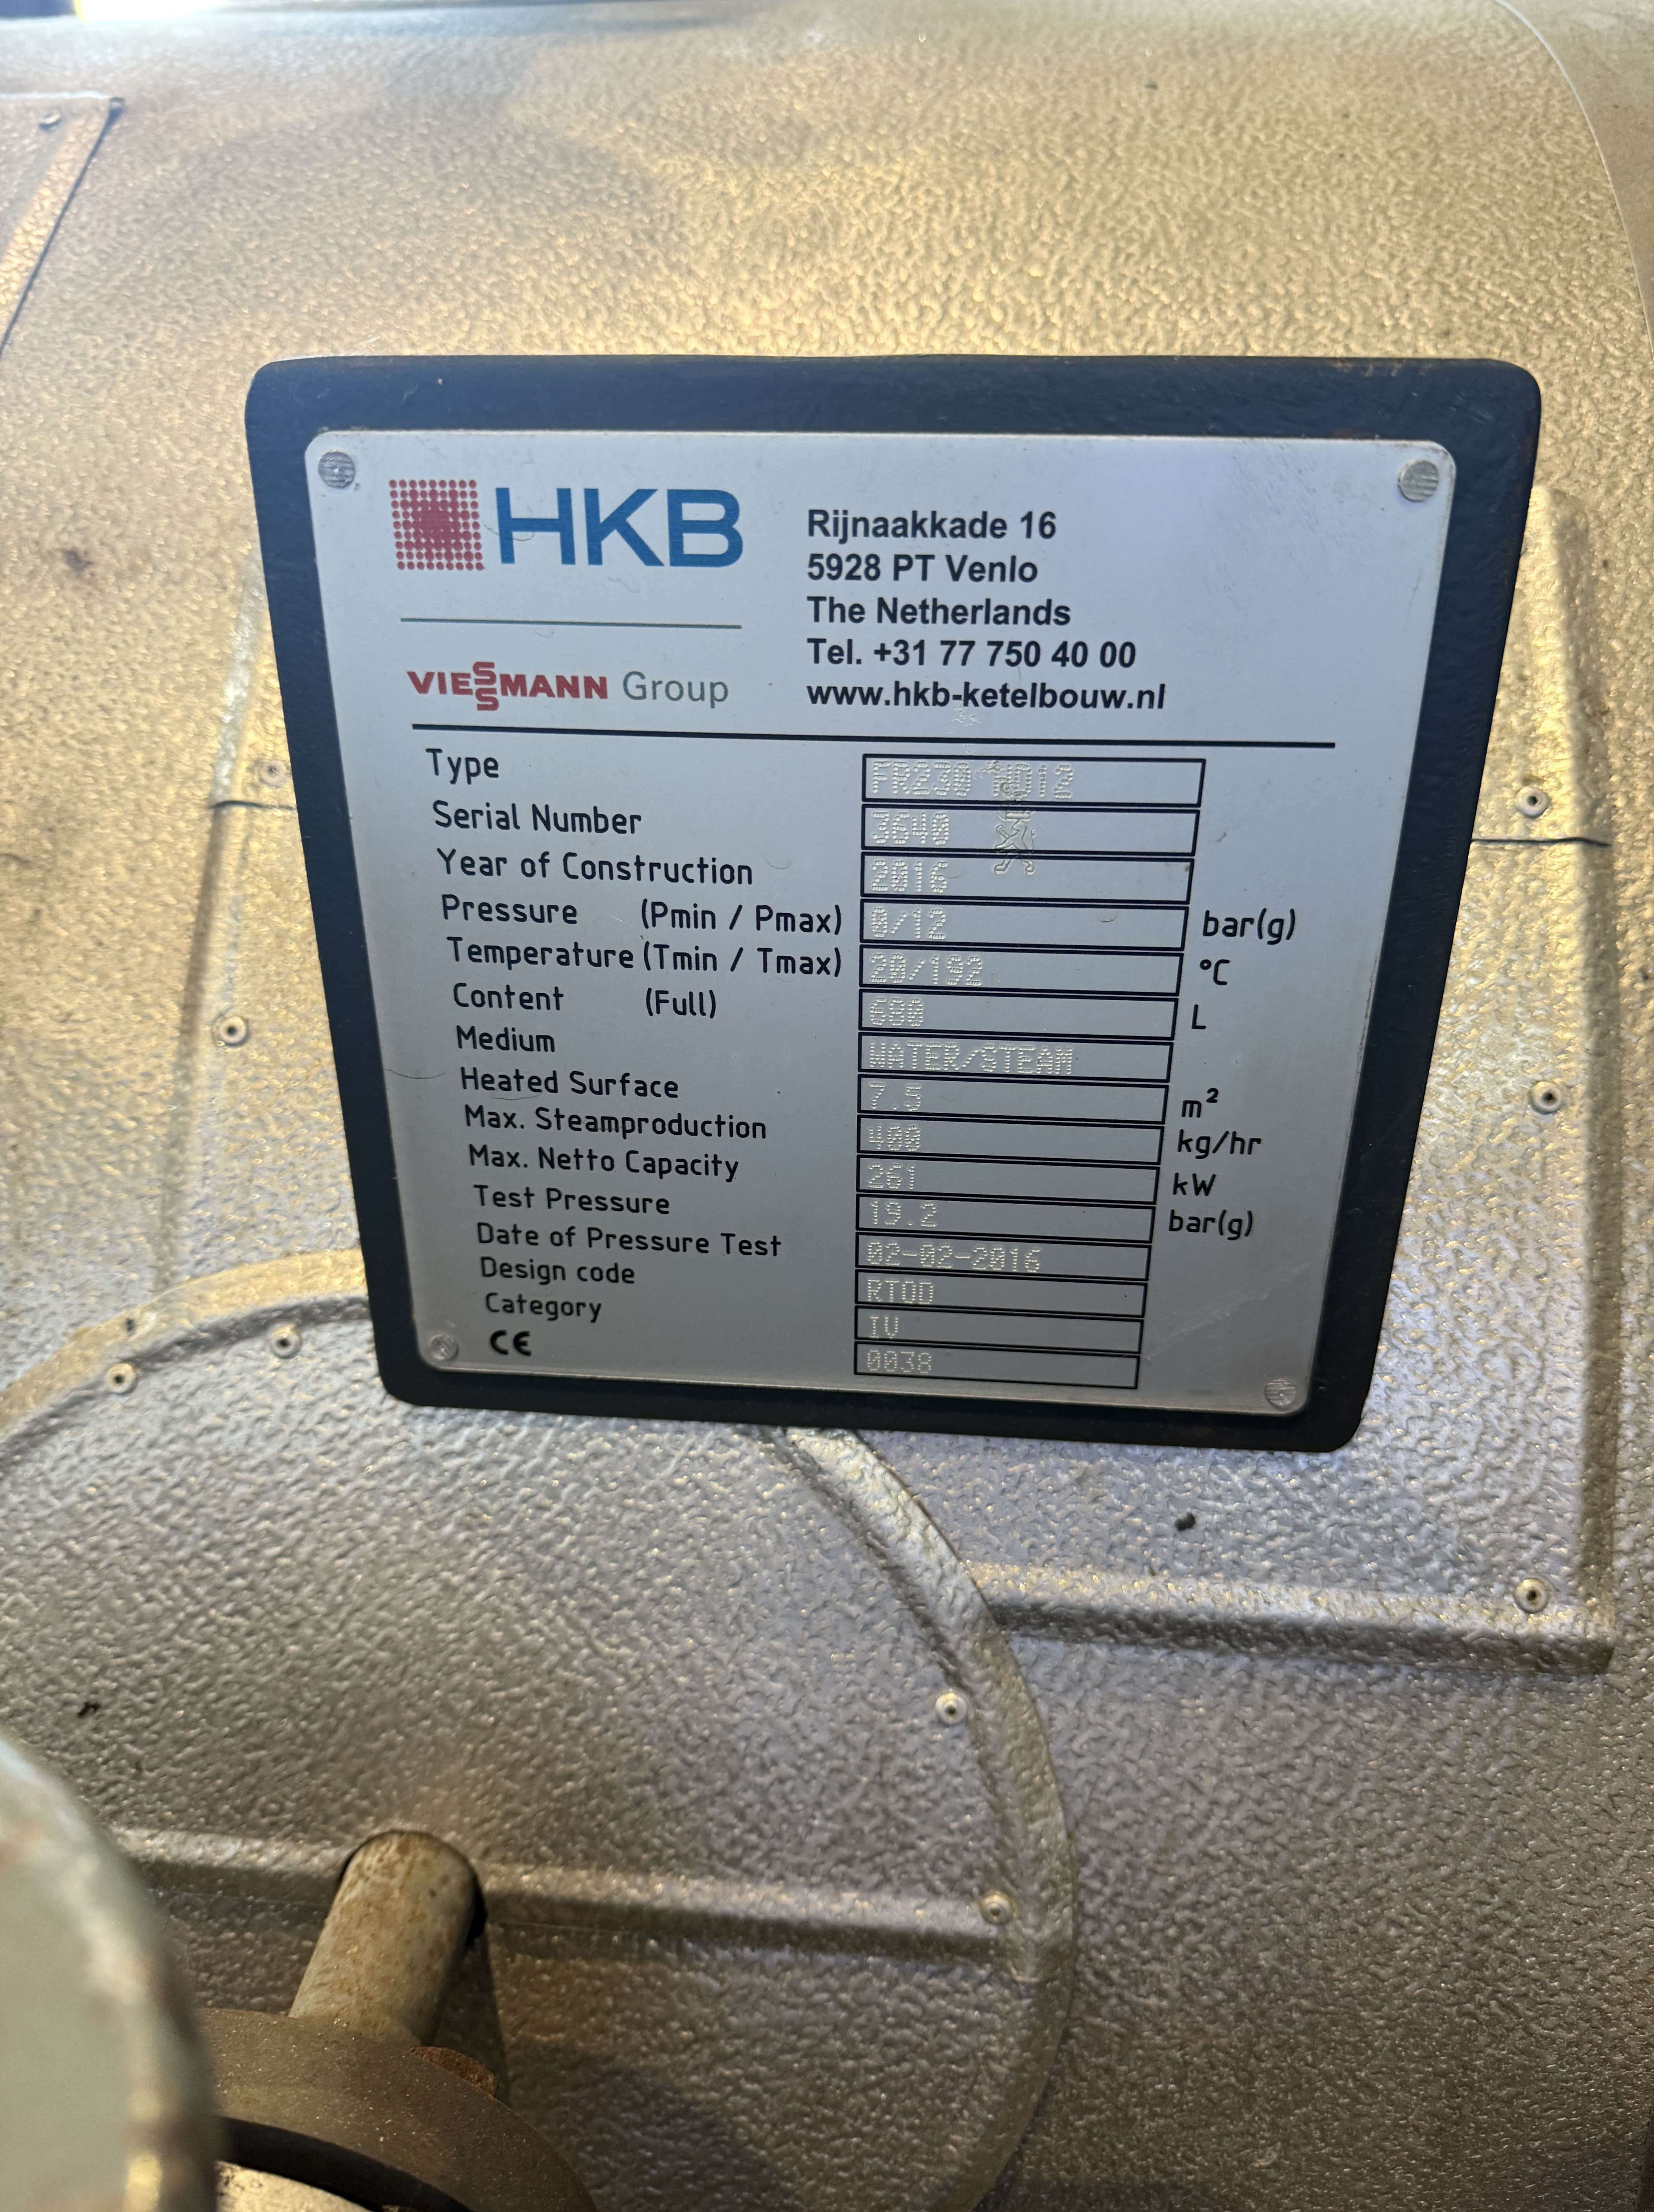 HKB
VIESSMANN Group
Rijnaakkade 16
5928 PT Venlo
The Netherlands
Tel. +31 77 750 40 00
www.hkb-ketelbouw.nl
Type FR230 HD12
Serial Number 3640
Year of Construction 2016
Pressure (Pmin / Pmax) 0/12 bar(g)
Temperature (Tmin / Tmax) 20/192 °C
Content (Full) 680 L
Medium WATER/STEAM
Heated Surface 7.5 m²
Max. Steamproduction 400 kg/hr
Max. Netto Capacity 261 kW
Test Pressure 19.2 bar(g)
Date of Pressure Test 02-02-2016
Design code RTOD
Category IV
CE 0038